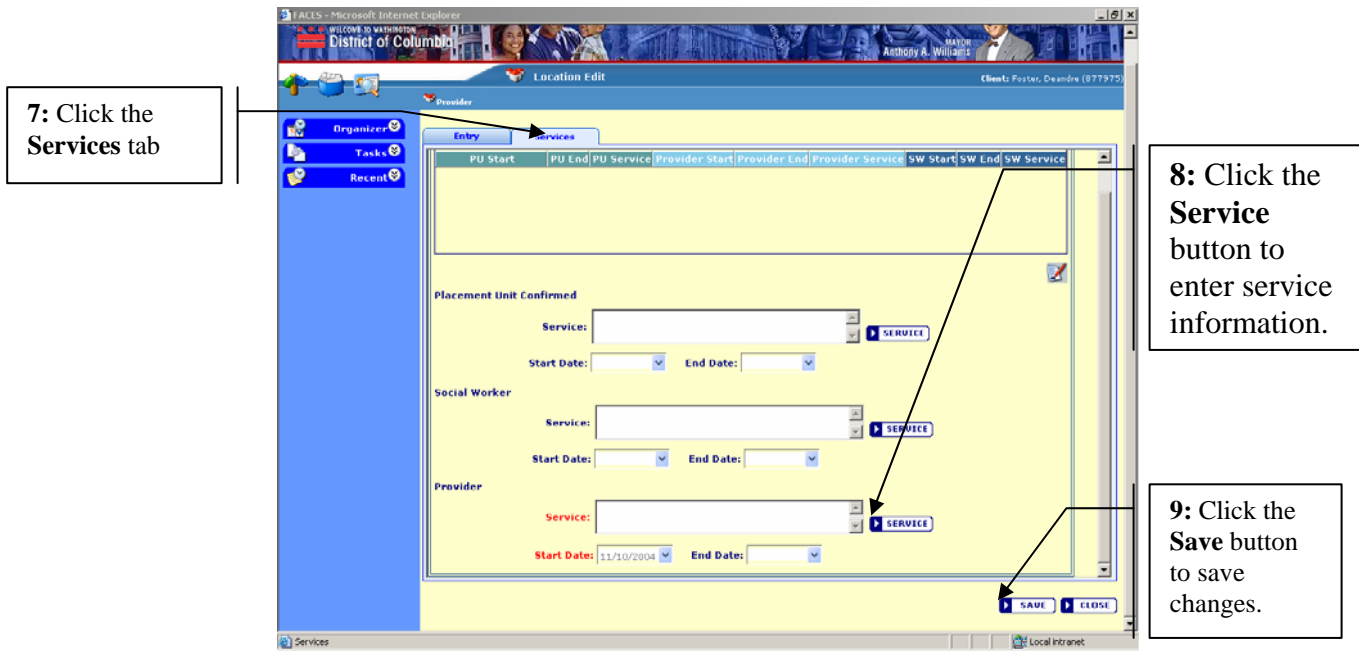 FACES - Microsoft Internet Explorer
WELCOME TO WASHINGTON
District of Columbia
MAYOR
Anthony A. Williams
Location Edit
Client: Foster, Deandre (877975)
Provider
7: Click the
Services tab
Organizer
Tasks
Recent
Entry
Services
PU Start PU End PU Service Provider Start Provider End Provider Service SW Start SW End SW Service
8: Click the
Service
button to
enter service
information.
Placement Unit Confirmed
Service:
SERVICE
Start Date: End Date:
Social Worker
Service:
SERVICE
Start Date: End Date:
Provider
Service:
SERVICE
Start Date: 11/10/2004 End Date:
9: Click the
Save button
to save
changes.
SAVE CLOSE
Services
Local intranet